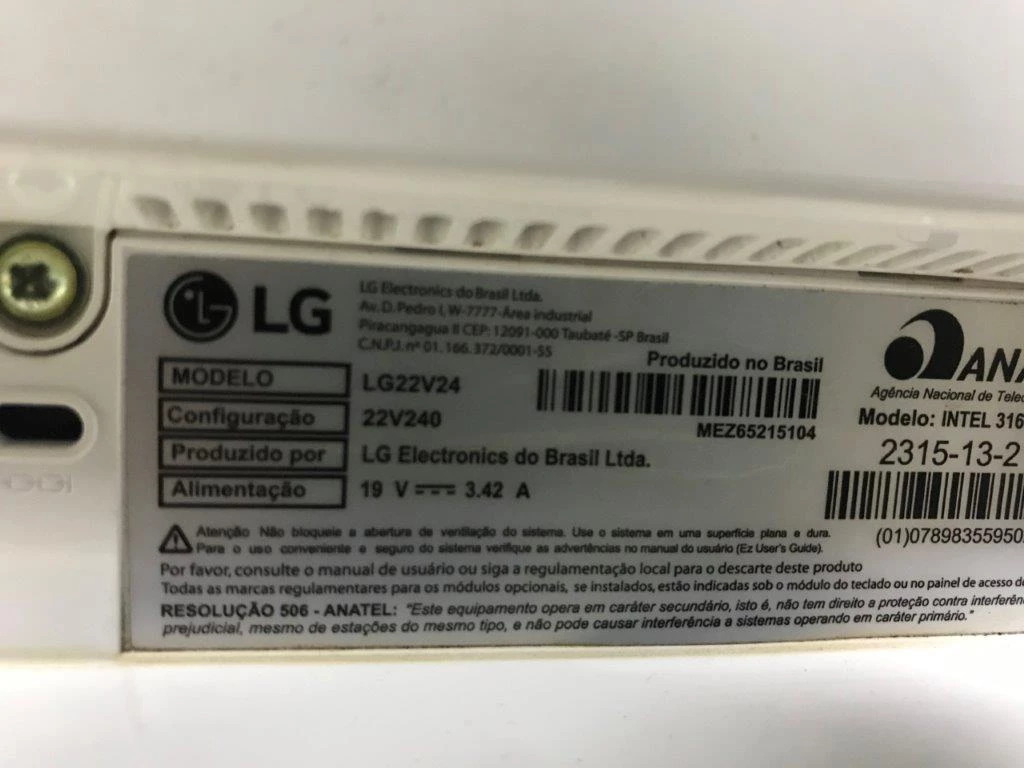 LG
LG Electronics do Brasil Ltda.
Av. D. Pedro I, W-7777-Área industrial
Piracangagua II CEP: 12091-000 Taubaté -SP Brasil
C.N.P.J. nº 01.166.372/0001-55
Produzido no Brasil
MEZ65215104
MODELO LG22V24
Configuração 22V240
Produzido por LG Electronics do Brasil Ltda.
Alimentação 19 V 3.42 A
ANA
Agência Nacional de Telec
Modelo: INTEL 316
2315-13-2
(01)07898355950
Atenção Não bloqueie a abertura de ventilação do sistema. Use o sistema em uma superfície plana e dura.
Para o uso conveniente e seguro do sistema verifique as advertências no manual do usuário (Ez User's Guide).
Por favor, consulte o manual de usuário ou siga a regulamentação local para o descarte deste produto
Todas as marcas regulamentares para os módulos opcionais, se instalados, estão indicadas sob o módulo do teclado ou no painel de acesso do
RESOLUÇÃO 506 - ANATEL: "Este equipamento opera em caráter secundário, isto é, não tem direito a proteção contra interferên
prejudicial, mesmo de estações do mesmo tipo, e não pode causar interferência a sistemas operando em caráter primário."